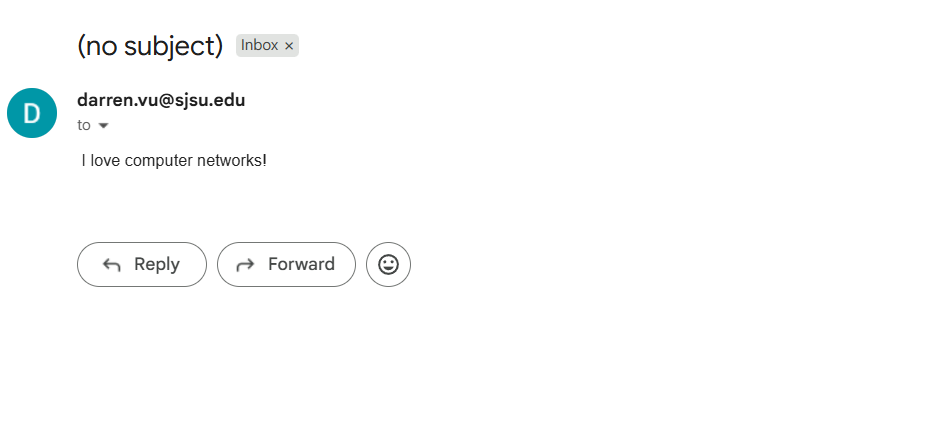 (no subject) Inbox ×
D
darren.vu@sjsu.edu
to
I love computer networks!
Reply Forward